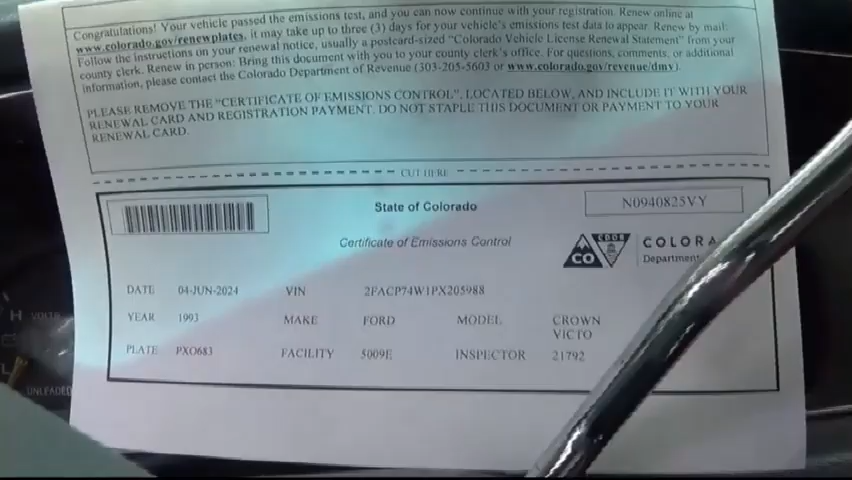 Congratulations! Your vehicle passed the emissions test, and you can now continue with your registration. Renew online at
www.colorado.gov/renewplates, it may take up to three (3) days for your vehicle's emissions test data to appear. Renew by mail:
Follow the instructions on your renewal notice, usually a postcard-sized "Colorado Vehicle License Renewal Statement" from your
county clerk. Renew in person: Bring this document with you to your county clerk's office. For questions, comments, or additional
information, please contact the Colorado Department of Revenue (303-205-5603 or www.colorado.gov/revenue/dmv).
PLEASE REMOVE THE "CERTIFICATE OF EMISSIONS CONTROL", LOCATED BELOW, AND INCLUDE IT WITH YOUR
RENEWAL CARD AND REGISTRATION PAYMENT. DO NOT STAPLE THIS DOCUMENT OR PAYMENT TO YOUR
RENEWAL CARD.
CUT HERE
State of Colorado
N0940825VY
Certificate of Emissions Control
CO CDOR COLORA
Department
DATE 04-JUN-2024 VIN 2FACP74W1PX205988
YEAR 1993 MAKE FORD MODEL CROWN
VICTO
PLATE PXO683 FACILITY 5009E INSPECTOR 21792
H VOLTS
L
UNLEADED